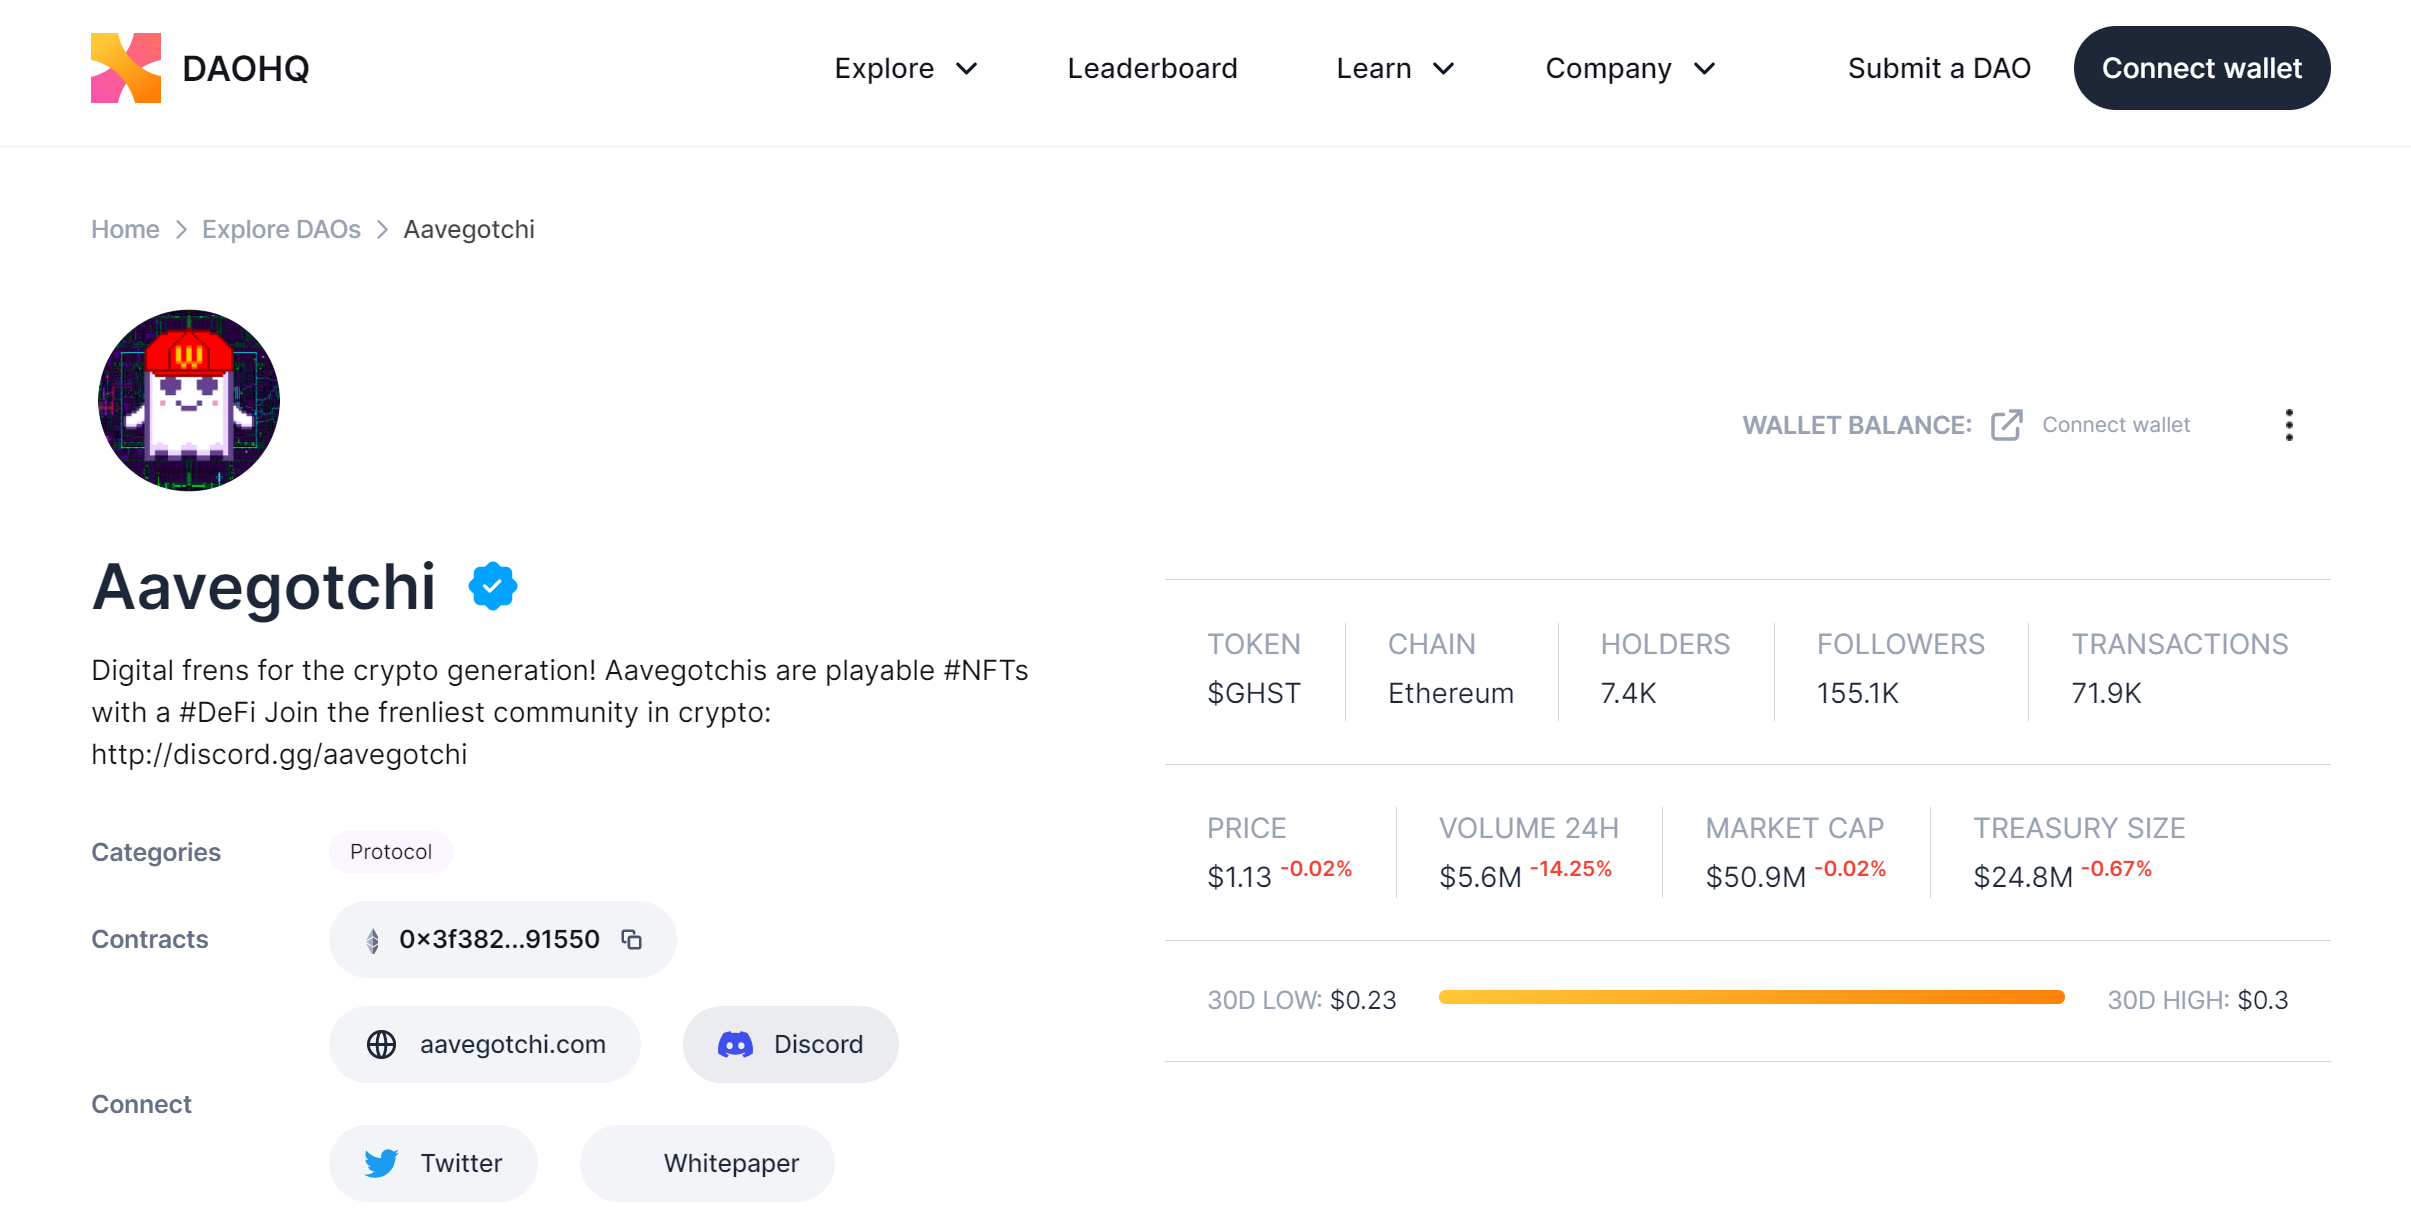 DAOHQ
Explore
Leaderboard
Learn
Company
Submit a DAO
Connect wallet
Home > Explore DAOs > Aavegotchi
WALLET BALANCE: Connect wallet
Aavegotchi
Digital frens for the crypto generation! Aavegotchis are playable #NFTs
with a #DeFi Join the frenliest community in crypto:
http://discord.gg/aavegotchi
Categories
Protocol
Contracts
0x3f382...91550
Connect
aavegotchi.com
Discord
Twitter
Whitepaper
TOKEN
$GHST
CHAIN
Ethereum
HOLDERS
7.4K
FOLLOWERS
155.1K
TRANSACTIONS
71.9K
PRICE
$1.13 -0.02%
VOLUME 24H
$5.6M -14.25%
MARKET CAP
$50.9M -0.02%
TREASURY SIZE
$24.8M -0.67%
30D LOW: $0.23
30D HIGH: $0.3